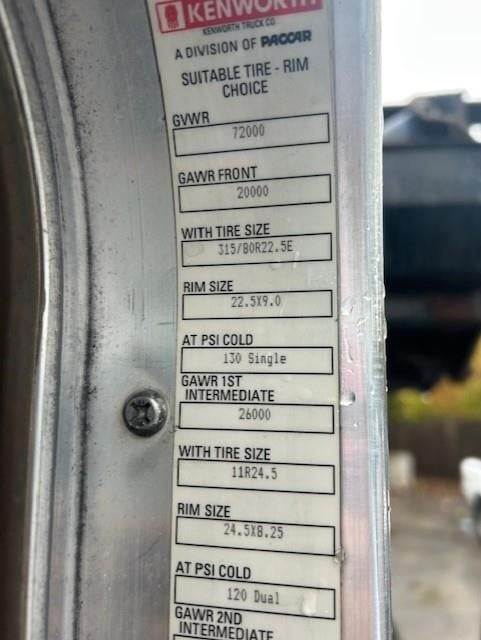 KENWORTH
KENWORTH TRUCK CO.
A DIVISION OF PACCAR
SUITABLE TIRE - RIM
CHOICE
GVWR
72000
GAWR FRONT
20000
WITH TIRE SIZE
315/80R22.5E
RIM SIZE
22.5X9.0
AT PSI COLD
130 Single
GAWR 1ST
INTERMEDIATE
26000
WITH TIRE SIZE
11R24.5
RIM SIZE
24.5X8.25
AT PSI COLD
120 Dual
GAWR 2ND
INTERMEDIATE